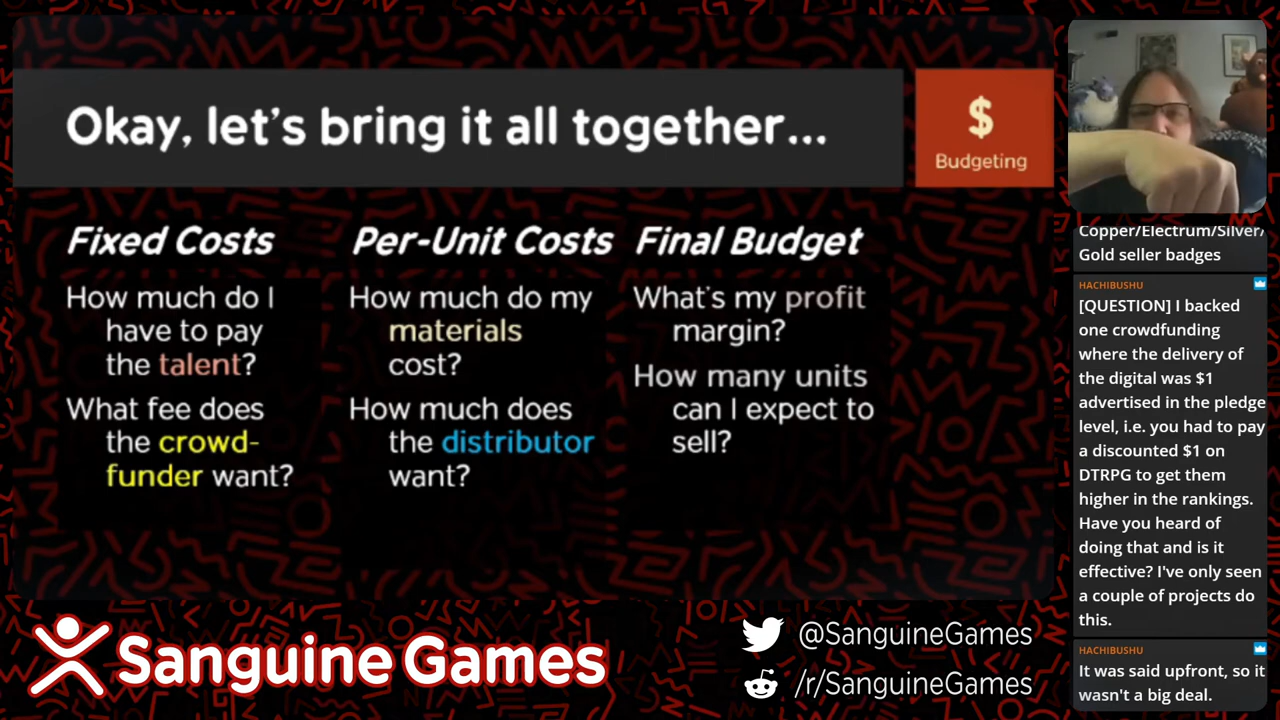 Okay, let's bring it all together...
$
Budgeting
Fixed Costs
How much do I
have to pay
the talent?
What fee does
the crowd-
funder want?
Per-Unit Costs
How much do my
materials
cost?
How much does
the distributor
want?
Final Budget
What's my profit
margin?
How many units
can I expect to
sell?
Copper/Electrum/Silver/
Gold seller badges
HACHIBUSHU
[QUESTION] I backed
one crowdfunding
where the delivery of
the digital was $1
advertised in the pledge
level, i.e. you had to pay
a discounted $1 on
DTRPG to get them
higher in the rankings.
Have you heard of
doing that and is it
effective? I've only seen
a couple of projects do
this.
HACHIBUSHU
It was said upfront, so it
wasn't a big deal.
Sanguine Games
@SanguineGames
/r/SanguineGames